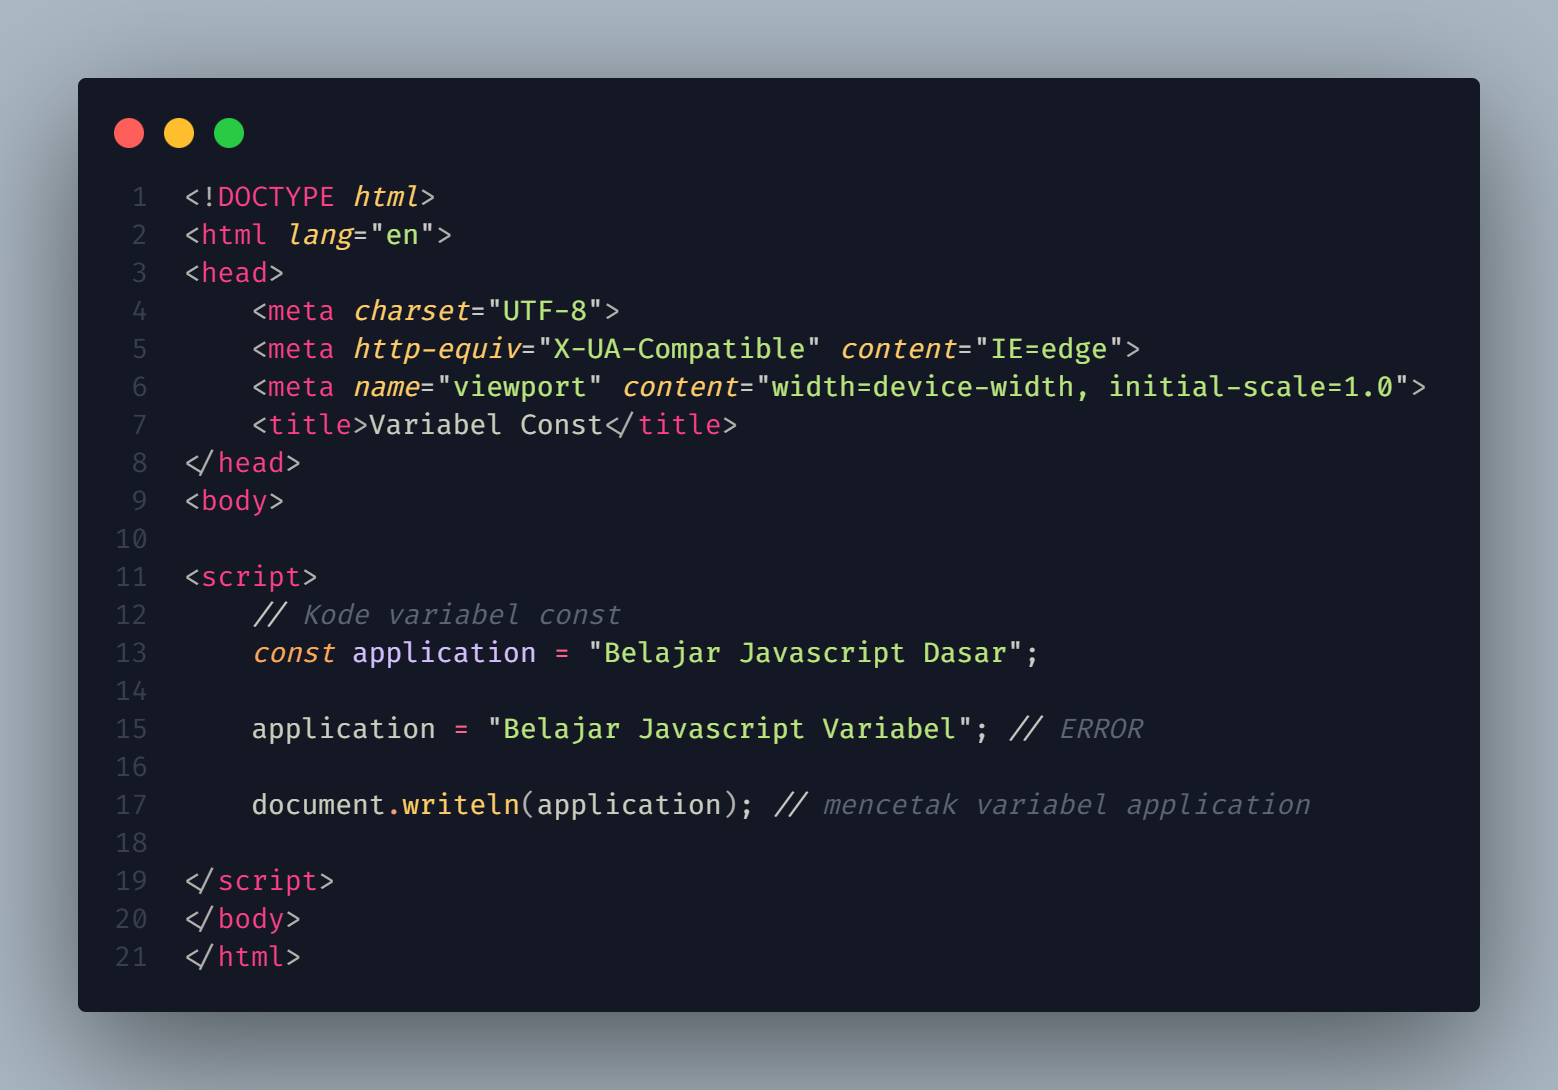 1 <!DOCTYPE html>
2 <html lang="en">
3 <head>
4     <meta charset="UTF-8">
5     <meta http-equiv="X-UA-Compatible" content="IE=edge">
6     <meta name="viewport" content="width=device-width, initial-scale=1.0">
7     <title>Variabel Const</title>
8 </head>
9 <body>
10
11 <script>
12     // Kode variabel const
13     const application = "Belajar Javascript Dasar";
14
15     application = "Belajar Javascript Variabel"; // ERROR
16
17     document.writeln(application); // mencetak variabel application
18
19 </script>
20 </body>
21 </html>